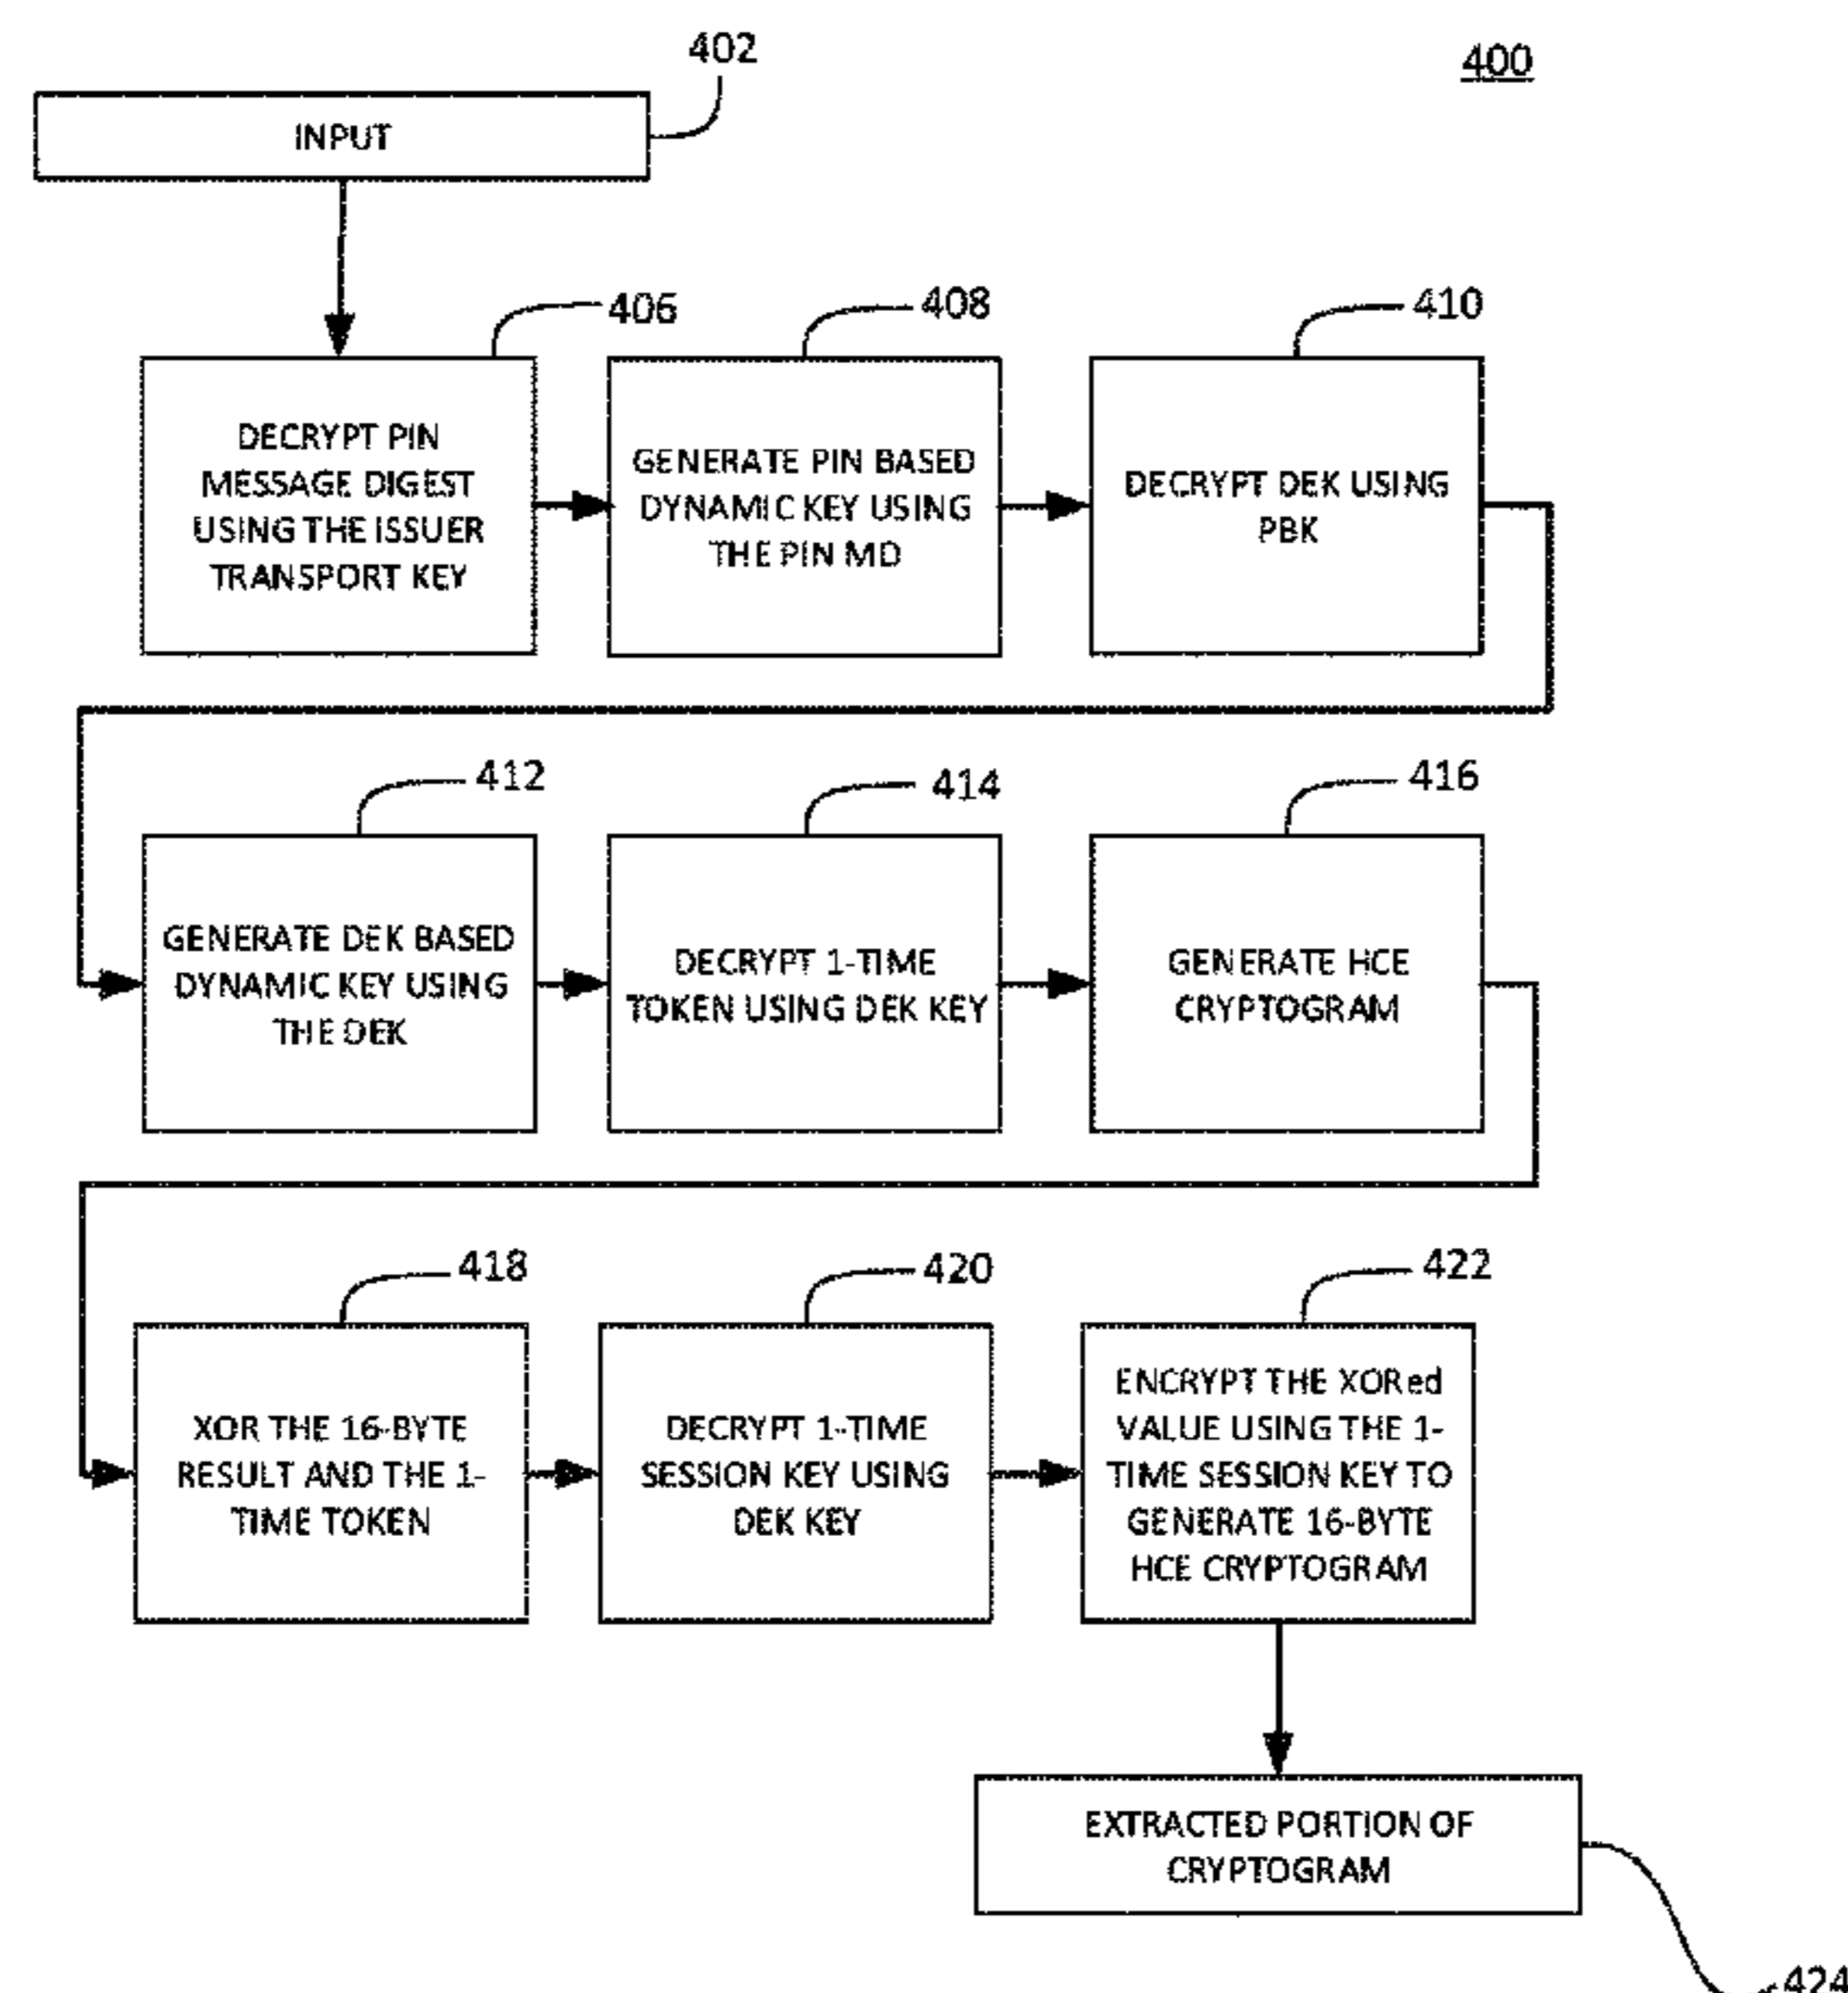 402
400
INPUT
406
408
410
DECRYPT PIN
MESSAGE DIGEST
USING THE ISSUER
TRANSPORT KEY
GENERATE PIN BASED
DYNAMIC KEY USING
THE PIN MD
DECRYPT DEK USING
PBK
412
414
416
GENERATE DEK BASED
DYNAMIC KEY USING
THE DEK
DECRYPT 1-TIME
TOKEN USING DEK KEY
GENERATE HCE
CRYPTOGRAM
418
420
422
XOR THE 16-BYTE
RESULT AND THE 1-
TIME TOKEN
DECRYPT 1-TIME
SESSION KEY USING
DEK KEY
ENCRYPT THE XORed
VALUE USING THE 1-
TIME SESSION KEY TO
GENERATE 16-BYTE
HCE CRYPTOGRAM
EXTRACTED PORTION OF
CRYPTOGRAM
424